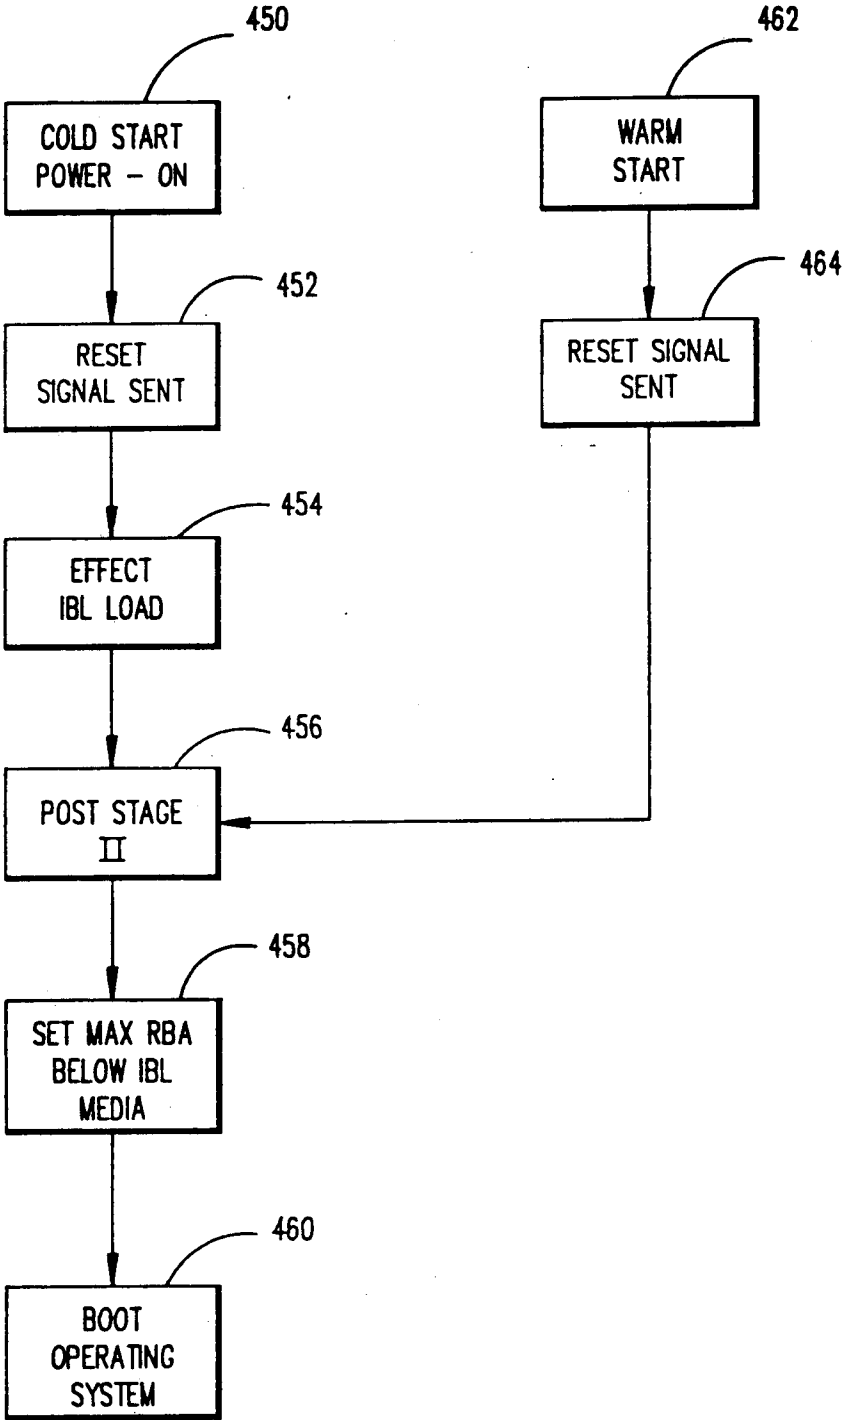 450
COLD START
POWER – ON
452
RESET
SIGNAL SENT
454
EFFECT
IBL LOAD
456
POST STAGE
II
458
SET MAX RBA
BELOW IBL
MEDIA
460
BOOT
OPERATING
SYSTEM
462
WARM
START
464
RESET SIGNAL
SENT